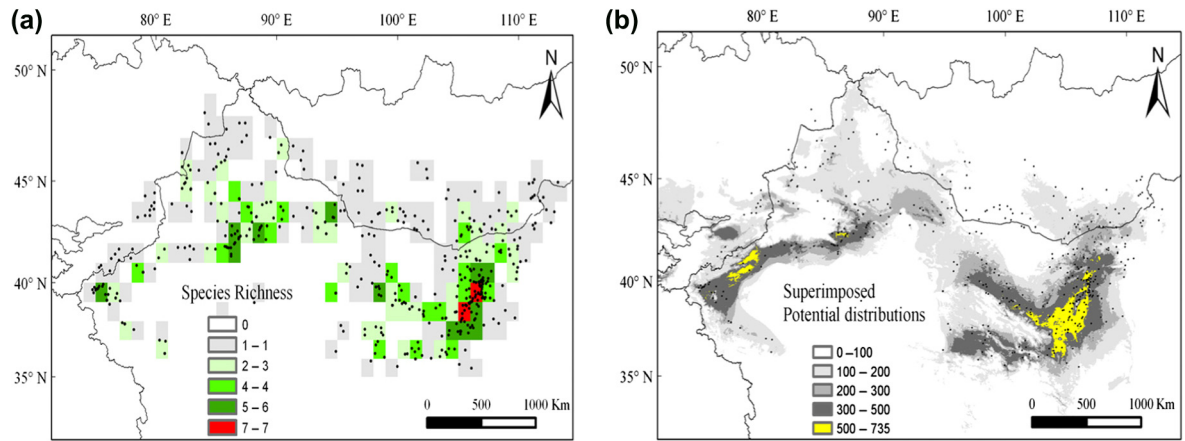 (a)
80° E 90° E 100° E 110° E
50° N
45° N
40° N
35° N
N
Species Richness
0
1 – 1
2 – 3
4 – 4
5 – 6
7 – 7
0 500 1000 Km
(b)
80° E 90° E 100° E 110° E
50° N
45° N
40° N
35° N
N
Superimposed
Potential distributions
0 –100
100 – 200
200 – 300
300 – 500
500 – 735
0 500 1000 Km